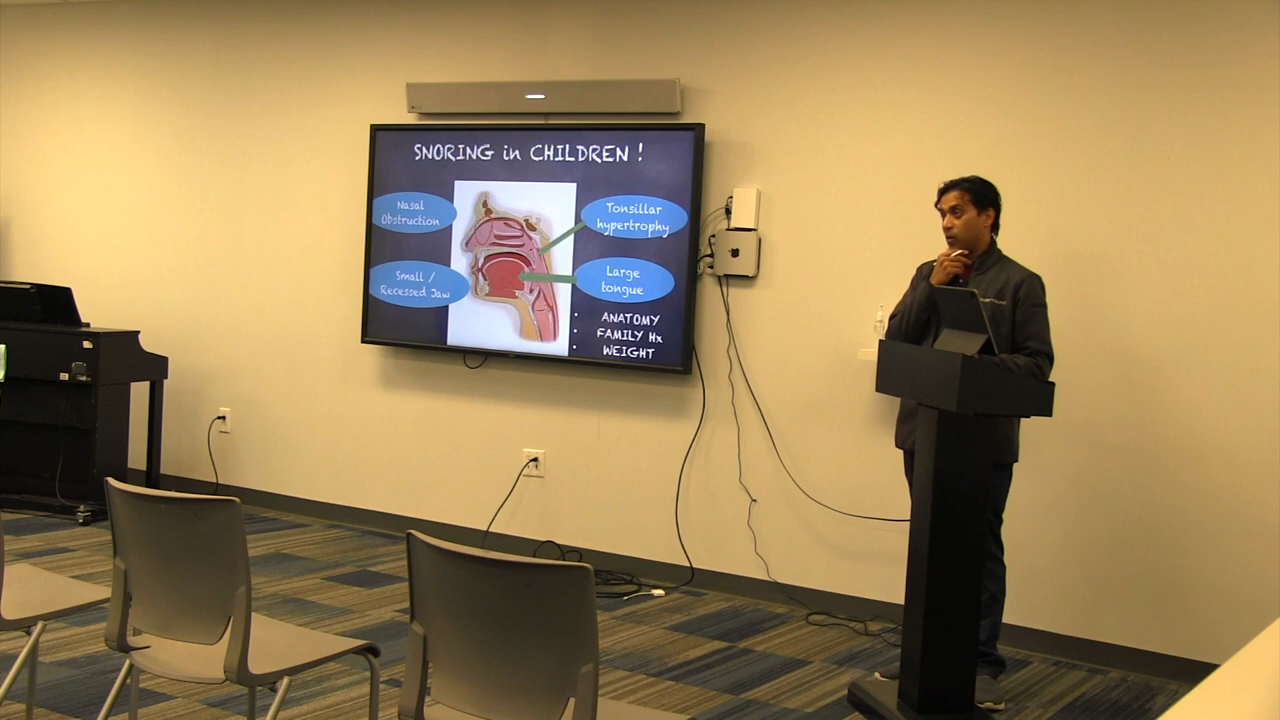 SNORING in CHILDREN !
Nasal
Obstruction
Tonsillar
hypertrophy
Small /
Recessed Jaw
Large
tongue
• ANATOMY
• FAMILY Hx
• WEIGHT